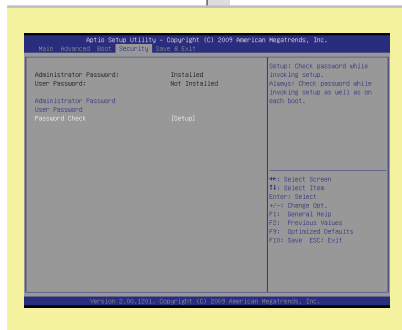 Aptio Setup Utility - Copyright (C) 2009 American Megatrends, Inc.
Main Advanced Boot Security Save & Exit
Administrator Password: Installed
User Password: Not Installed
Administrator Password
User Password
Password Check [Setup]
Setup: Check password while
invoking setup.
Always: Check password while
invoking setup as well as on
each boot.
→←: Select Screen
↑↓: Select Item
Enter: Select
+/-: Change Opt.
F1: General Help
F2: Previous Values
F9: Optimized Defaults
F10: Save ESC: Exit
Version 2.00.1201. Copyright (C) 2009 American Megatrends, Inc.